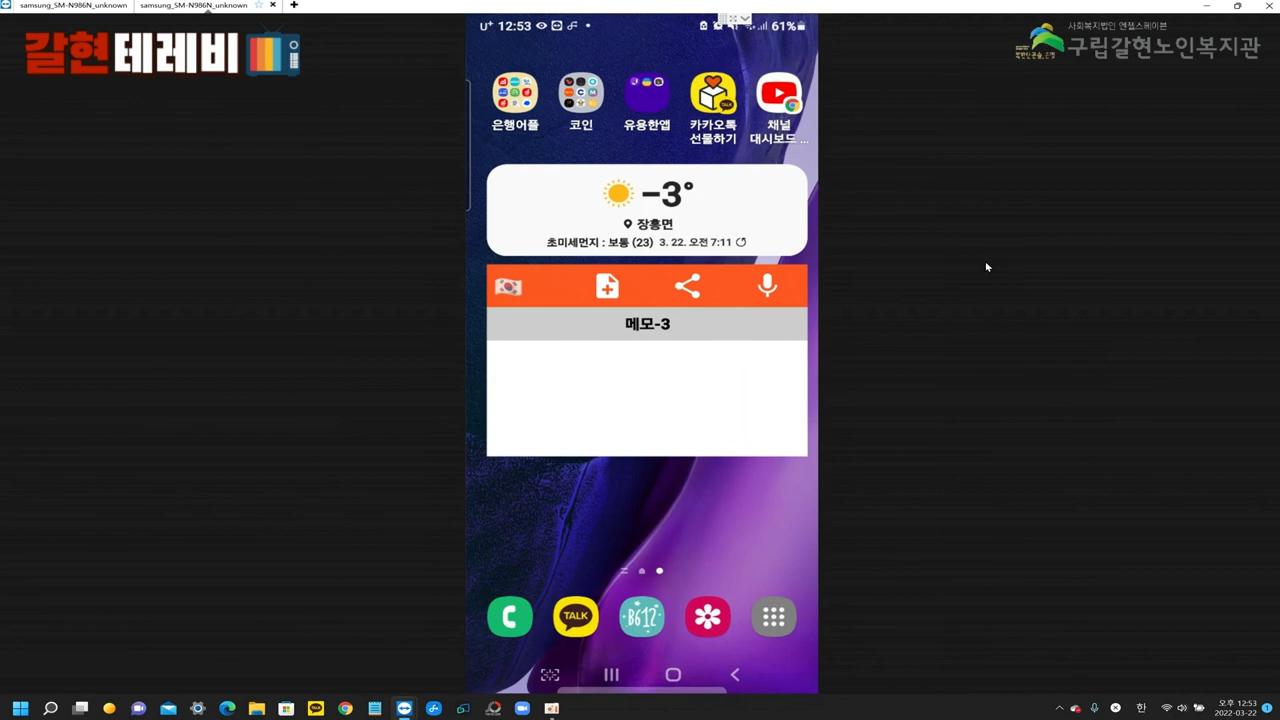 samsung_SM-N986N_unknown
samsung_SM-N986N_unknown
갈현테레비
사회복지법인 엔젤스헤이븐
구립갈현노인복지관
U+ 12:53
61%
은행어플
코인
유용한앱
카카오톡 선물하기
채널 대시보드 ...
-3°
장흥면
초미세먼지 : 보통 (23) 3. 22. 오전 7:11
메모-3
TALK
B612
오후 12:53
2022-03-22
한